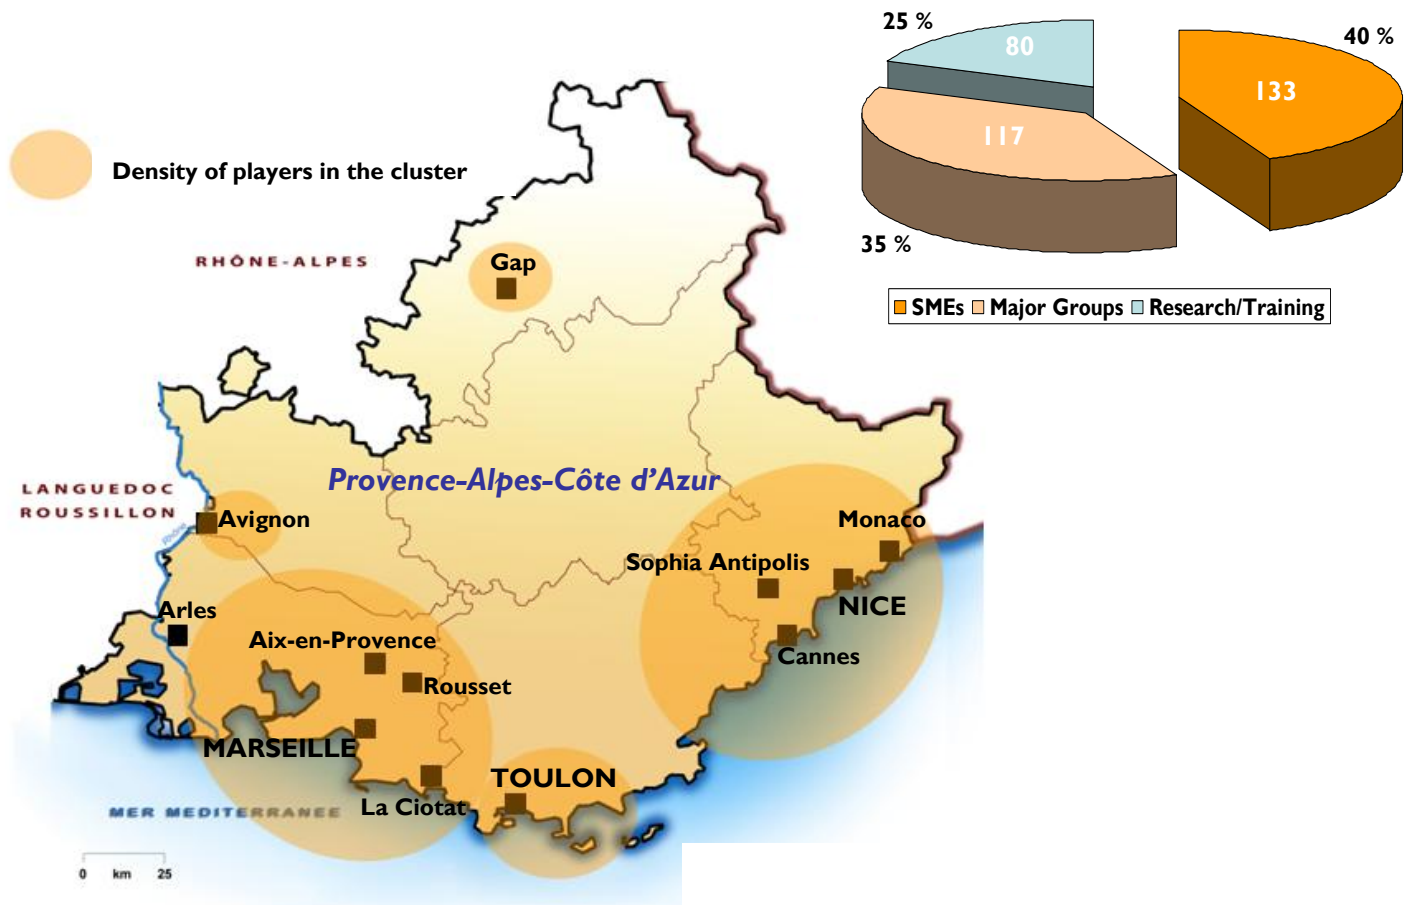 25 %
80
40 %
133
117
35 %
SMEs Major Groups Research/Training
Density of players in the cluster
RHÔNE-ALPES
Gap
Provence-Alpes-Côte d’Azur
LANGUEDOC
ROUSSILLON
Avignon
Rhône
Monaco
Sophia Antipolis
NICE
Cannes
Arles
Aix-en-Provence
Rousset
MARSEILLE
TOULON
La Ciotat
MER MEDITERRANEE
0 km 25